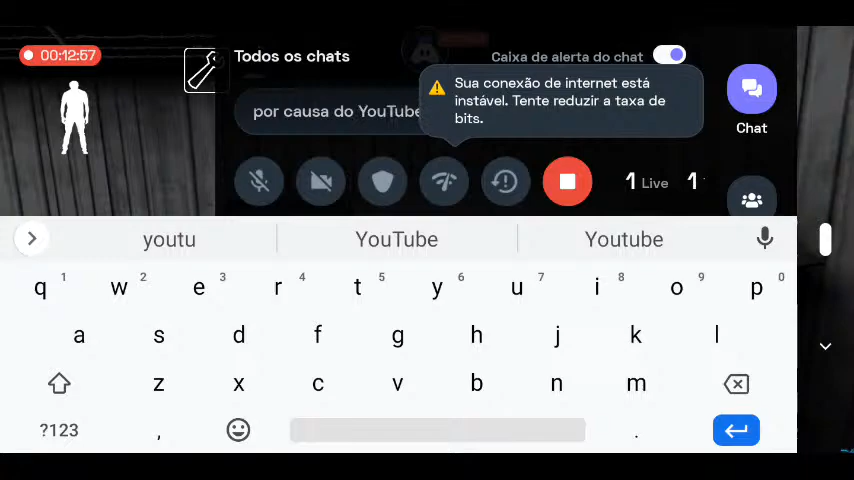 00:12:57
Todos os chats
Caixa de alerta do chat
Sua conexão de internet está
instável. Tente reduzir a taxa de
bits.
por causa do YouTube
Chat
1 Live 1
youtu YouTube Youtube
q 1 w 2 e 3 r 4 t 5 y 6 u 7 i 8 o 9 p 0
a s d f g h j k l
z x c v b n m
?123 , .